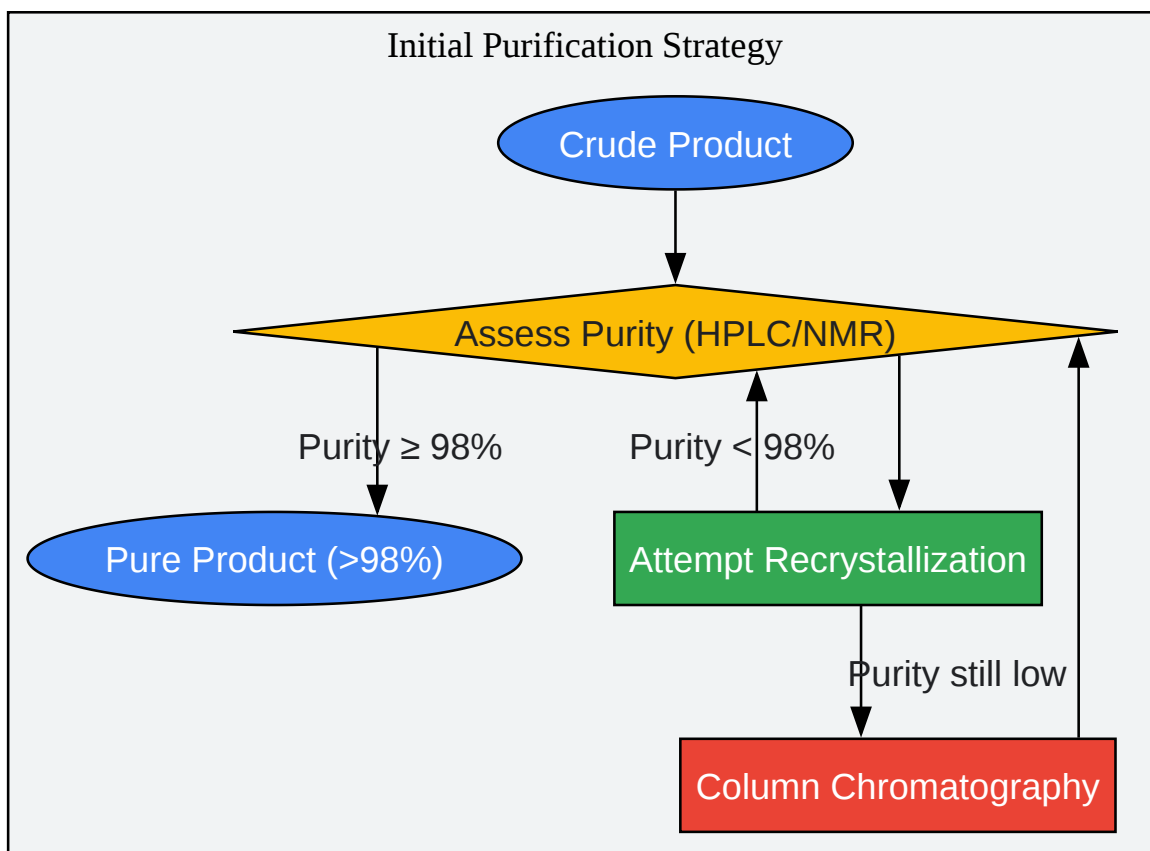 Initial Purification Strategy
Crude Product
Assess Purity (HPLC/NMR)
Purity ≥ 98%
Purity < 98%
Pure Product (>98%)
Attempt Recrystallization
Purity still low
Column Chromatography